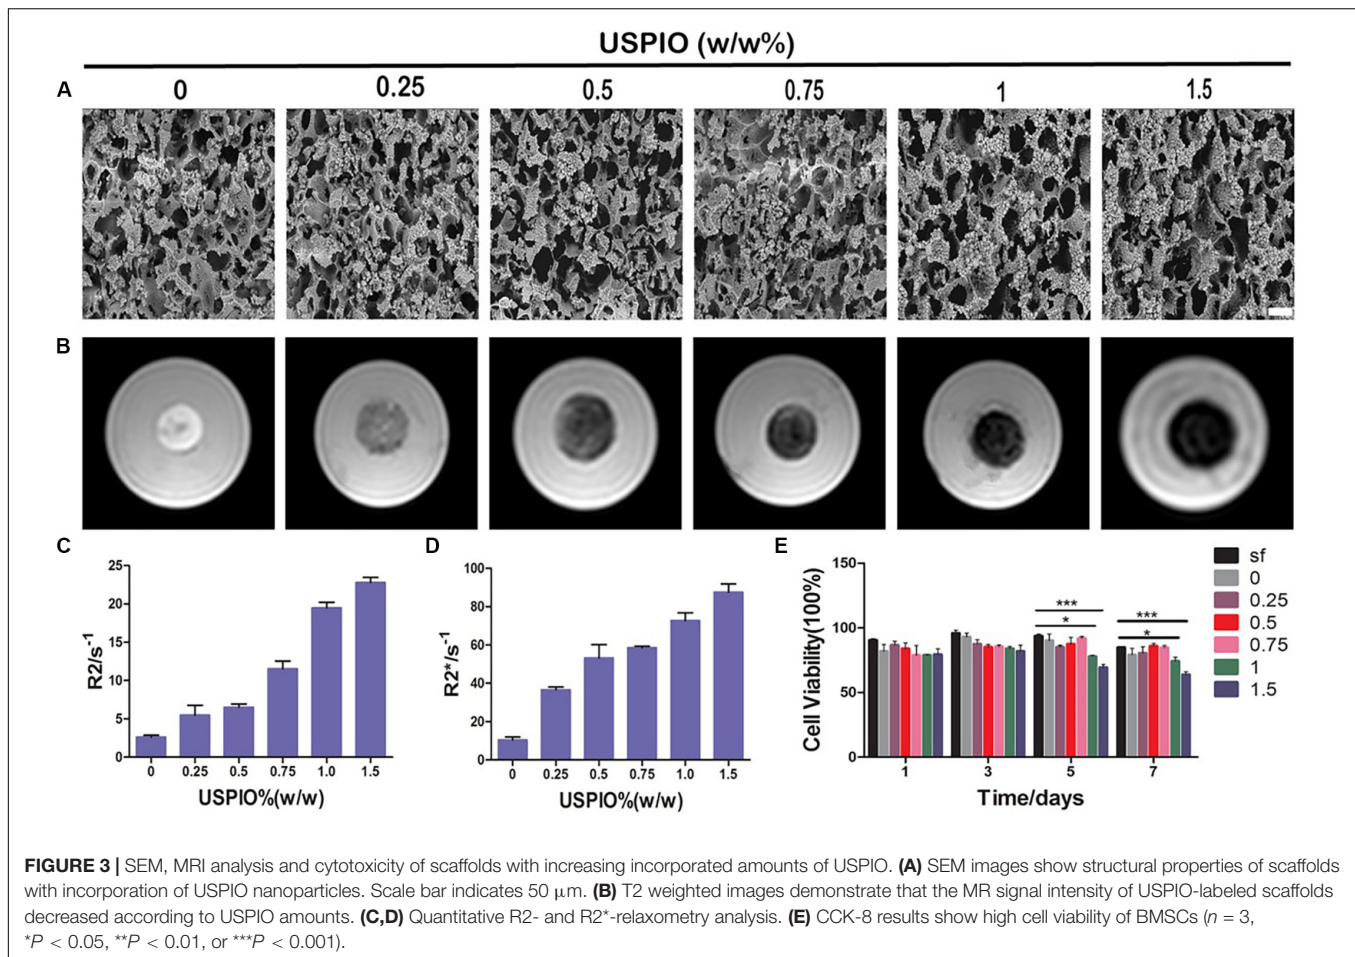 USPIO (w/w%)
A 0 0.25 0.5 0.75 1 1.5
B
C
25
20
15
10
5
0
R2/s⁻¹
0 0.25 0.5 0.75 1.0 1.5
USPIO%(w/w)
D
100
80
60
40
20
0
R2*/s⁻¹
0 0.25 0.5 0.75 1.0 1.5
USPIO%(w/w)
E
150
100
50
0
Cell Viability(100%)
***
*
***
*
1 3 5 7
Time/days
sf
0
0.25
0.5
0.75
1
1.5
FIGURE 3 | SEM, MRI analysis and cytotoxicity of scaffolds with increasing incorporated amounts of USPIO. (A) SEM images show structural properties of scaffolds
with incorporation of USPIO nanoparticles. Scale bar indicates 50 μm. (B) T2 weighted images demonstrate that the MR signal intensity of USPIO-labeled scaffolds
decreased according to USPIO amounts. (C,D) Quantitative R2- and R2*-relaxometry analysis. (E) CCK-8 results show high cell viability of BMSCs (n = 3,
*P < 0.05, **P < 0.01, or ***P < 0.001).